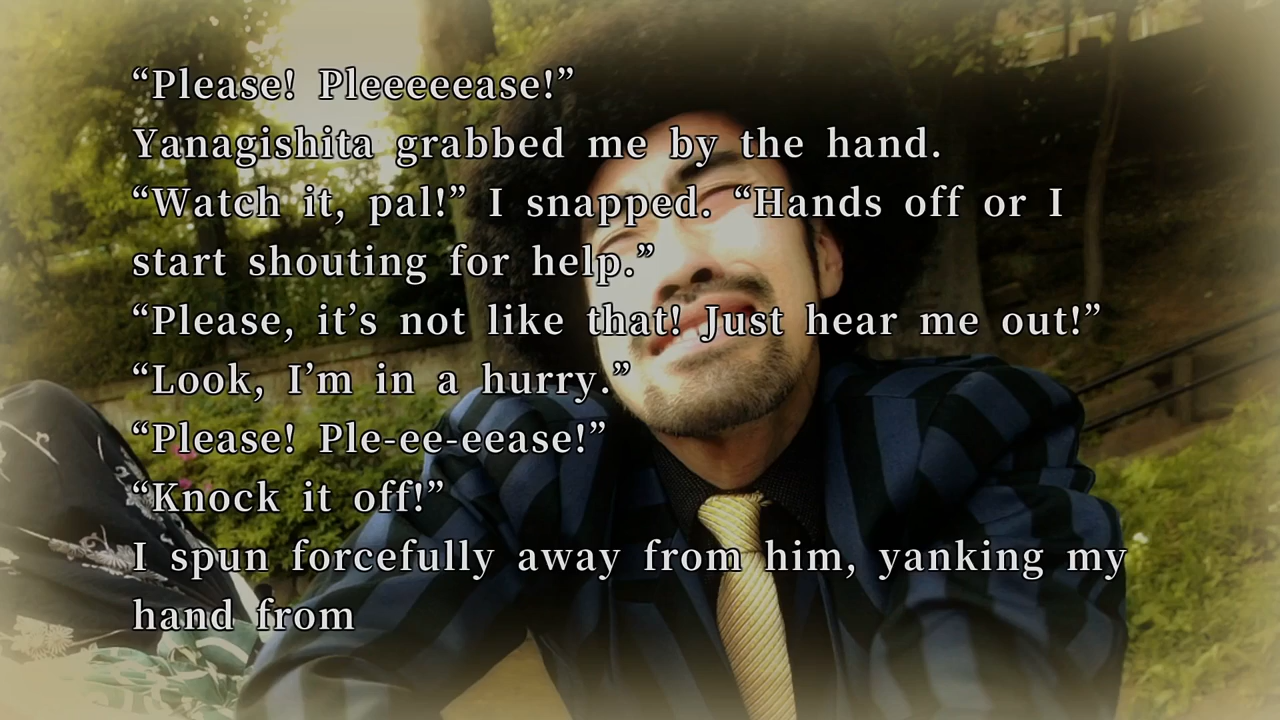 “Please! Pleeeeease!”
Yanagishita grabbed me by the hand.
“Watch it, pal!” I snapped. “Hands off or I
start shouting for help.”
“Please, it’s not like that! Just hear me out!”
“Look, I’m in a hurry.”
“Please! Ple-ee-eease!”
“Knock it off!”
I spun forcefully away from him, yanking my
hand from